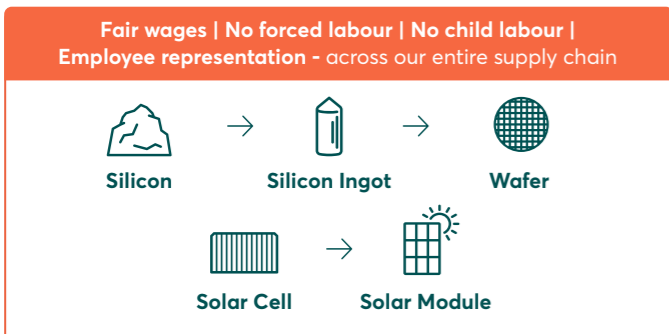 Fair wages | No forced labour | No child labour |
Employee representation - across our entire supply chain
Silicon
Silicon Ingot
Wafer
Solar Cell
Solar Module